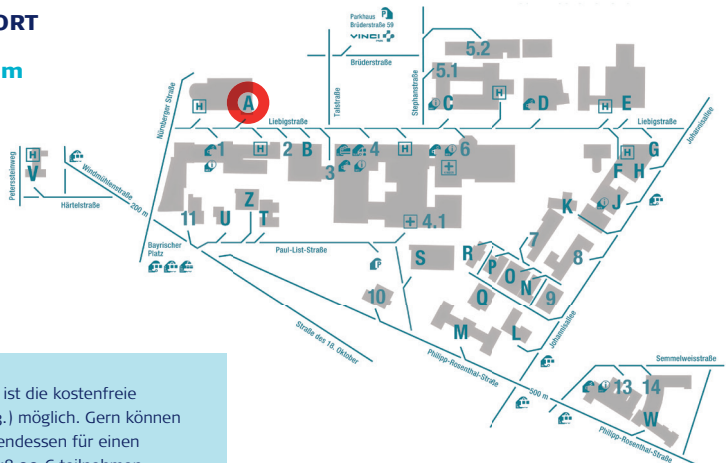 ORT
m
Parkhaus
Brüderstraße 59
VINCI
Brüderstraße
5.2
5.1
Nürnberger Straße
Talstraße
Stephanstraße
A
C
D
E
H
H
H
Liebigstraße
Liebigstraße
Johannisallee
1
H
2
B
3
4
H
6
F
H
H
G
Peterssteinweg
H
V
Windmühlenstraße
200 m
Härtelstraße
11
U
Z
T
4.1
K
J
7
8
Bayrischer
Platz
Paul-List-Straße
P
S
R
P
O
N
9
10
Q
M
L
Johannisallee
Straße des 18. Oktober
Philipp-Rosenthal-Straße
500 m
Semmelweisstraße
13
14
W
Philipp-Rosenthal-Straße
ist die kostenfreie
.) möglich. Gern können
endessen für einen